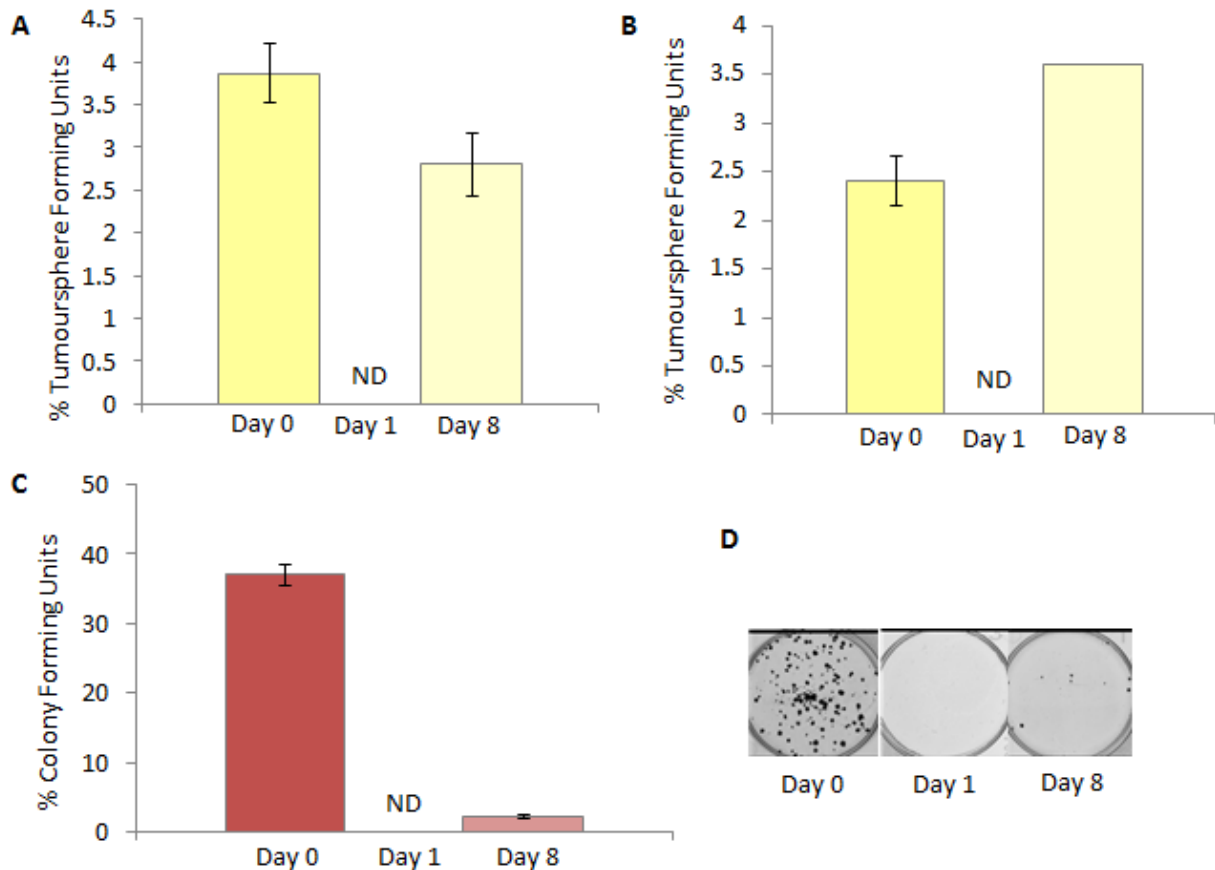 A
% Tumoursphere Forming Units
4.5
4
3.5
3
2.5
2
1.5
1
0.5
0
ND
Day 0 Day 1 Day 8
B
% Tumoursphere Forming Units
4
3.5
3
2.5
2
1.5
1
0.5
0
ND
Day 0 Day 1 Day 8
C
% Colony Forming Units
50
40
30
20
10
0
ND
Day 0 Day 1 Day 8
D
Day 0 Day 1 Day 8